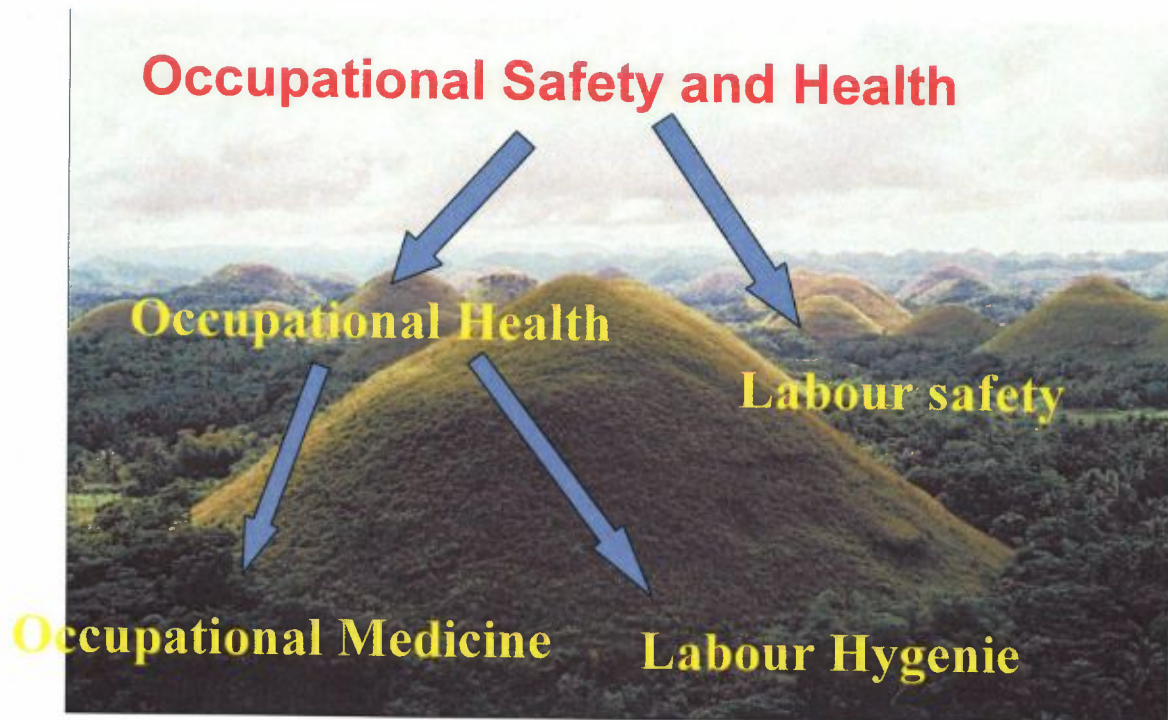 Occupational Safety and Health
Occupational Health
Labour safety
Occupational Medicine
Labour Hygenie